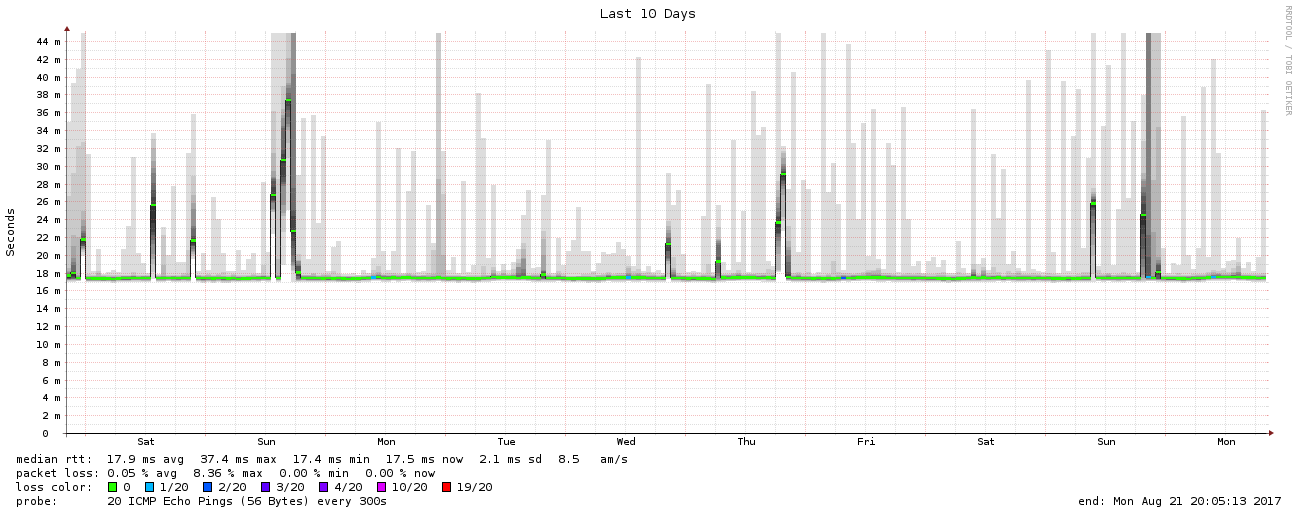 Last 10 Days
RRDTOOL / TOBI OETIKER
Seconds
44 m
42 m
40 m
38 m
36 m
34 m
32 m
30 m
28 m
26 m
24 m
22 m
20 m
18 m
16 m
14 m
12 m
10 m
8 m
6 m
4 m
2 m
0
Sat Sun Mon Tue Wed Thu Fri Sat Sun Mon
median rtt: 17.9 ms avg 37.4 ms max 17.4 ms min 17.5 ms now 2.1 ms sd 8.5 am/s
packet loss: 0.05 % avg 8.36 % max 0.00 % min 0.00 % now
loss color: 0 1/20 2/20 3/20 4/20 10/20 19/20
probe: 20 ICMP Echo Pings (56 Bytes) every 300s end: Mon Aug 21 20:05:13 2017